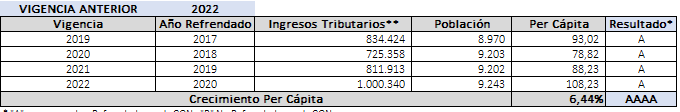 VIGENCIA ANTERIOR 2022
Vigencia Año Refrendado Ingresos Tributarios** Población Per Cápita Resultado*
2019 2017 834.424 8.970 93,02 A
2020 2018 725.358 9.203 78,82 A
2021 2019 811.913 9.202 88,23 A
2022 2020 1.000.340 9.243 108,23 A
Crecimiento Per Cápita 6,44% AAAA